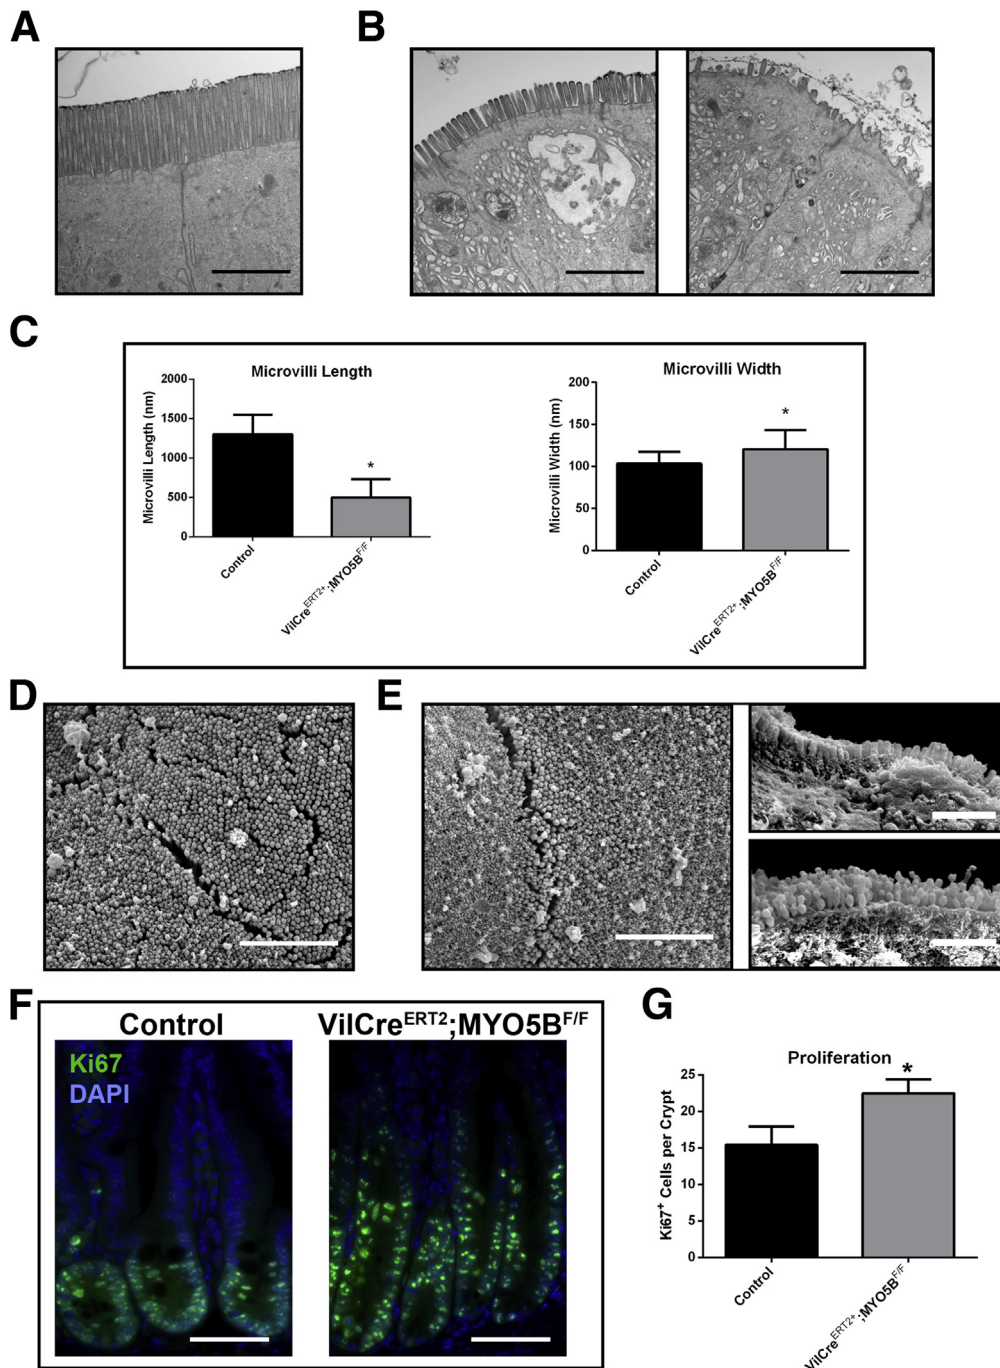 A
B
C
Microvilli Length
Microvilli Length (nm)
2000
1500
1000
500
0
*
Control
VilCreERT2+;MYO5BF/F
Microvilli Width
Microvilli Width (nm)
200
150
100
50
0
*
Control
VilCreERT2+;MYO5BF/F
D
E
F
Control
VilCreERT2;MYO5BF/F
Ki67
DAPI
G
Proliferation
Ki67+ Cells per Crypt
25
20
15
10
5
0
*
Control
VilCreERT2+;MYO5BF/F